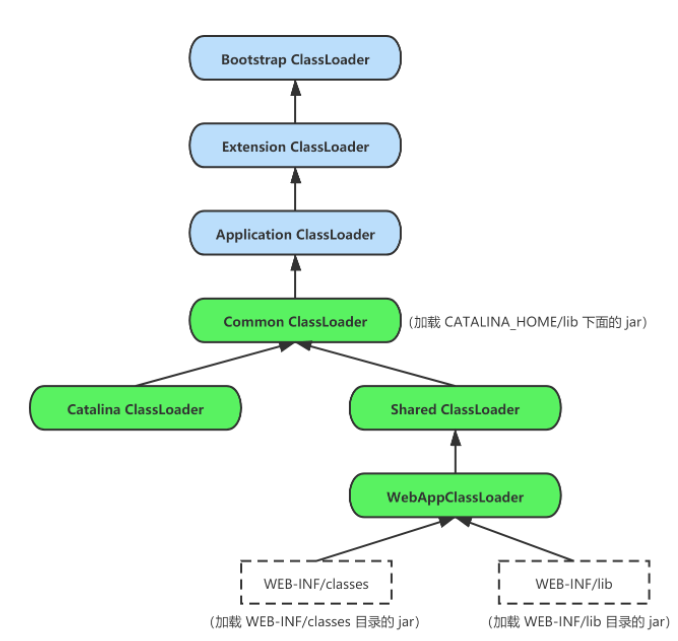 Bootstrap ClassLoader
Extension ClassLoader
Application ClassLoader
Common ClassLoader
(加载 CATALINA_HOME/lib 下面的 jar)
Catalina ClassLoader
Shared ClassLoader
WebAppClassLoader
WEB-INF/classes
WEB-INF/lib
(加载 WEB-INF/classes 目录的 jar)
(加载 WEB-INF/lib 目录的 jar)